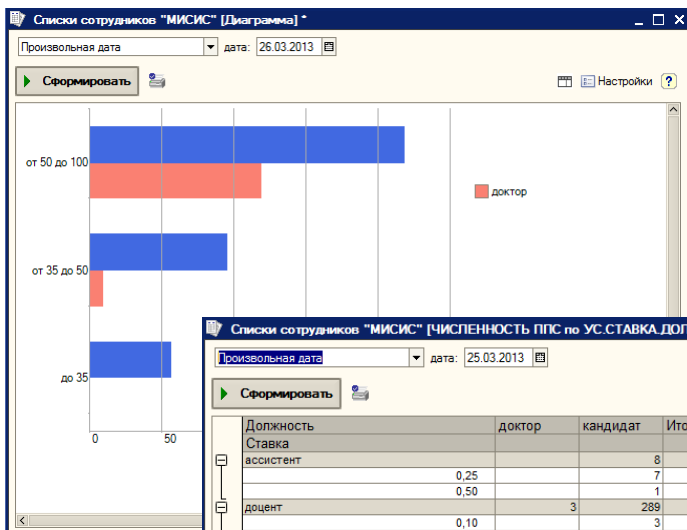 Списки сотрудников "МИСИС" [Диаграмма] *
Произвольная дата дата: 26.03.2013
Сформировать Настройки ?
от 50 до 100
доктор
от 35 до 50
до 35
0 50
Списки сотрудников "МИСИС" [ЧИСЛЕННОСТЬ ППС по УС.СТАВКА.ДОЛ
Произвольная дата дата: 25.03.2013
Сформировать
Должность доктор кандидат Ито
Ставка
ассистент 8
0,25 7
0,50 1
доцент 3 289
0,10 3